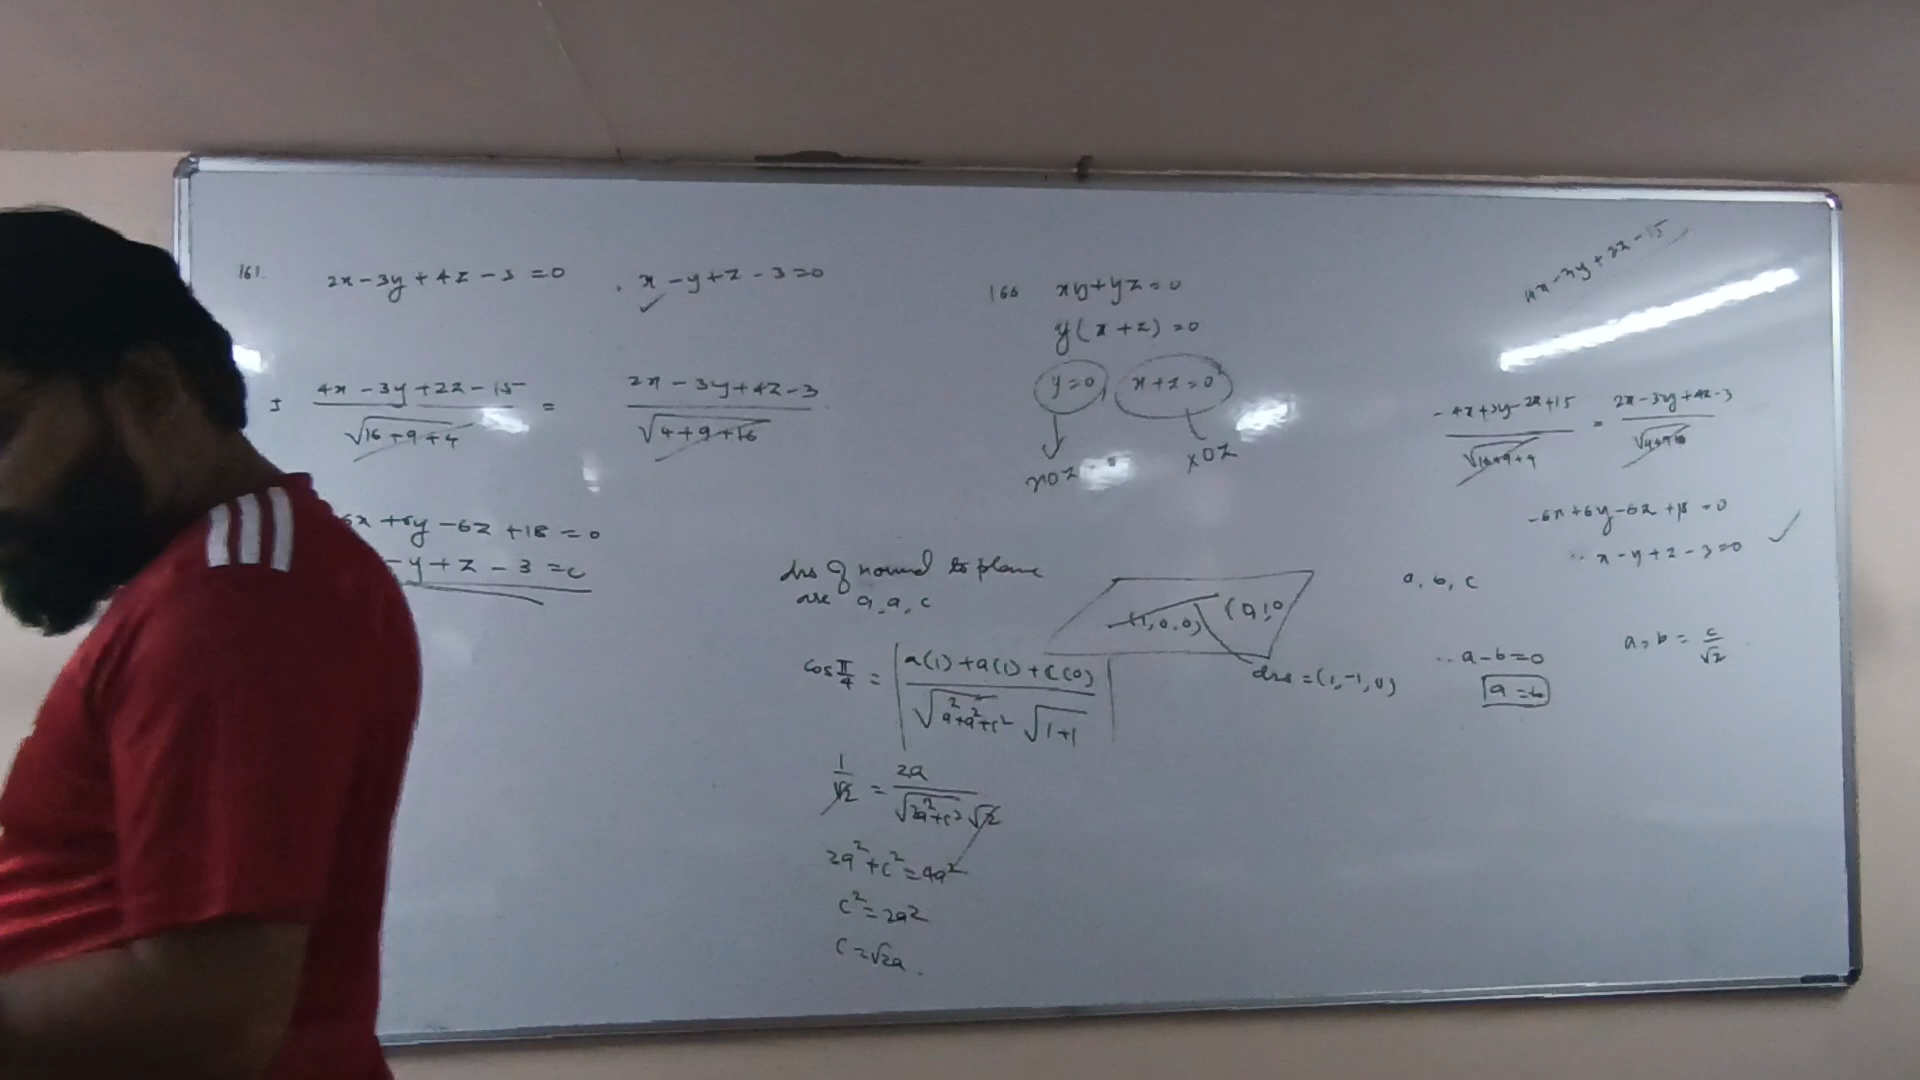 161. 2x - 3y + 4z - 3 = 0 , x - y + z - 3 = 0
I 4x - 3y + 2z - 15 / √16 + 9 + 4 = 2x - 3y + 4z - 3 / √4 + 9 + 16
6x + 6y - 6z + 18 = 0
- y + z - 3 = c
166 xy + yz = 0
y(x + z) = 0
y = 0, x + z = 0
xoz
xoz
drs of normal to plane
are a, a, c
(1, 0, 0) (0, 1, 0
drs = (1, -1, 0)
cos π/4 = | a(1) + a(1) + c(0) / √a² + a² + c² √1+1 |
1/√2 = 2a / √2a² + c² √2
2a² + c² = 4a²
c² = 2a²
c = √2a.
4x - 3y + 2z - 15
-4x + 3y - 2z + 15 / √16 + 9 + 4 = 2x - 3y + 4z - 3 / √4 + 9 + 16
-6x + 6y - 6z + 18 = 0
∴ x - y + z - 3 = 0
a, b, c
∴ a - b = 0
a = b
a, b = c/√2